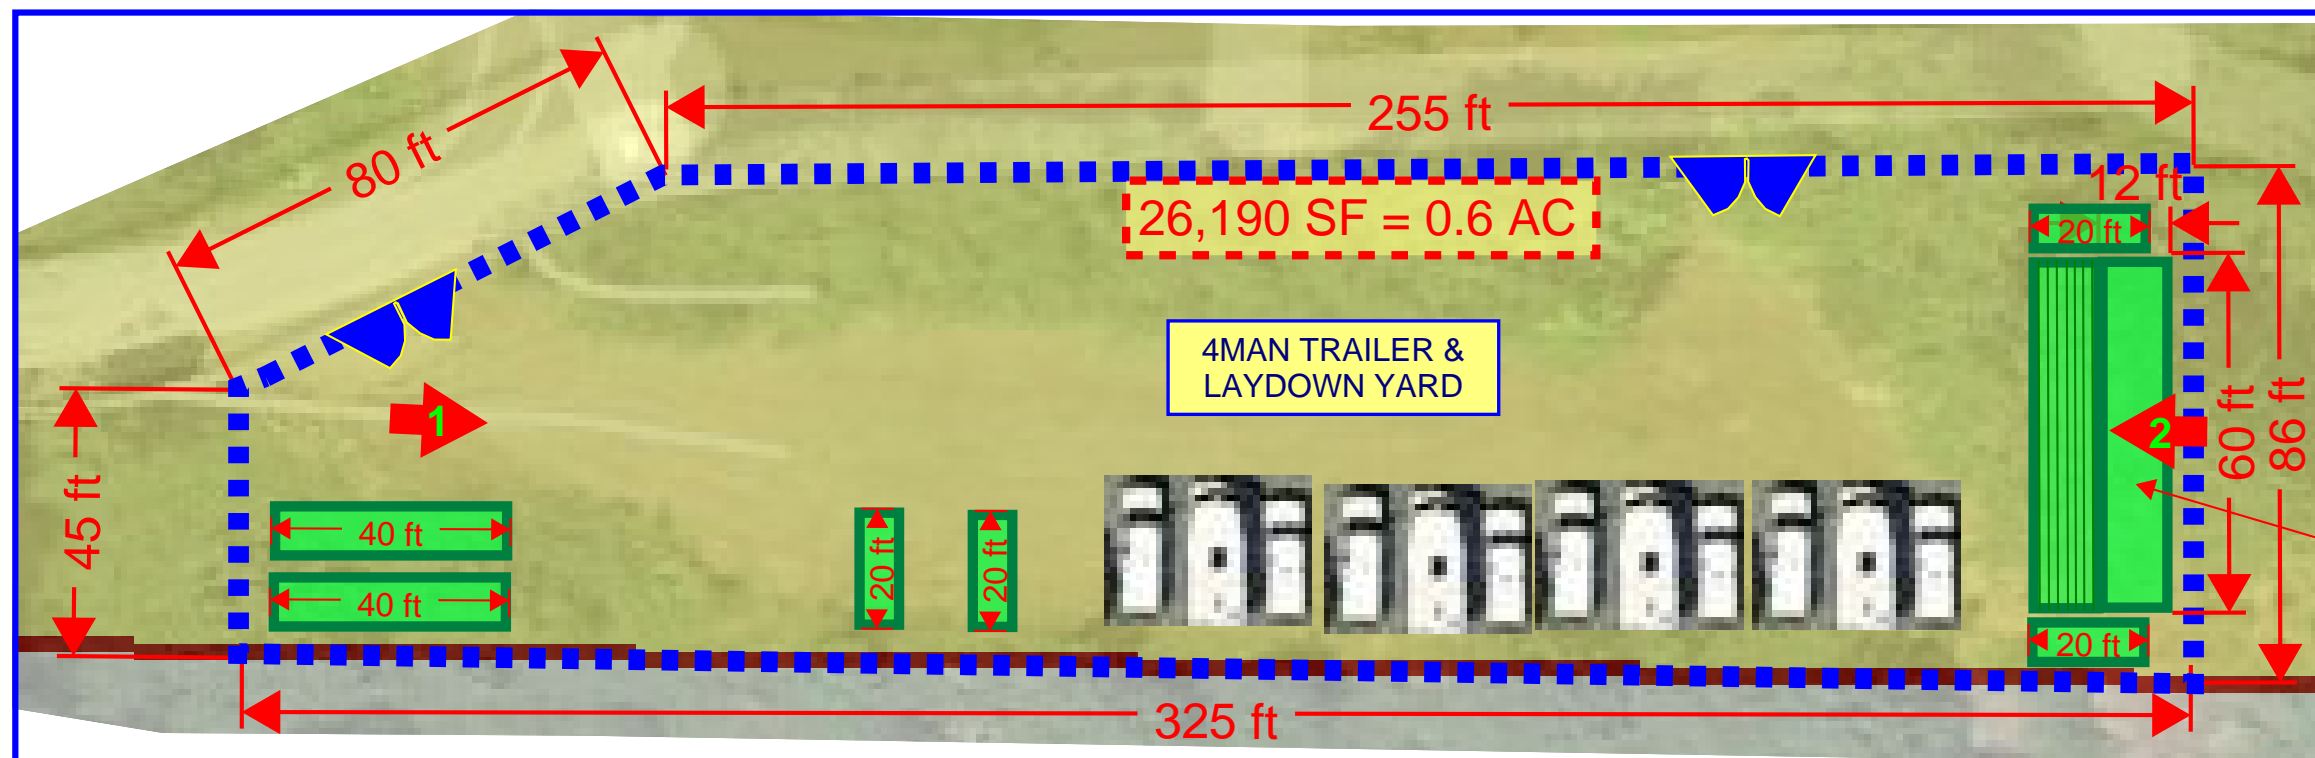 80 ft
255 ft
12 ft
26,190 SF = 0.6 AC
20 ft
4MAN TRAILER &
LAYDOWN YARD
1
2
60 ft
86 ft
45 ft
40 ft
20 ft
20 ft
40 ft
20 ft
325 ft